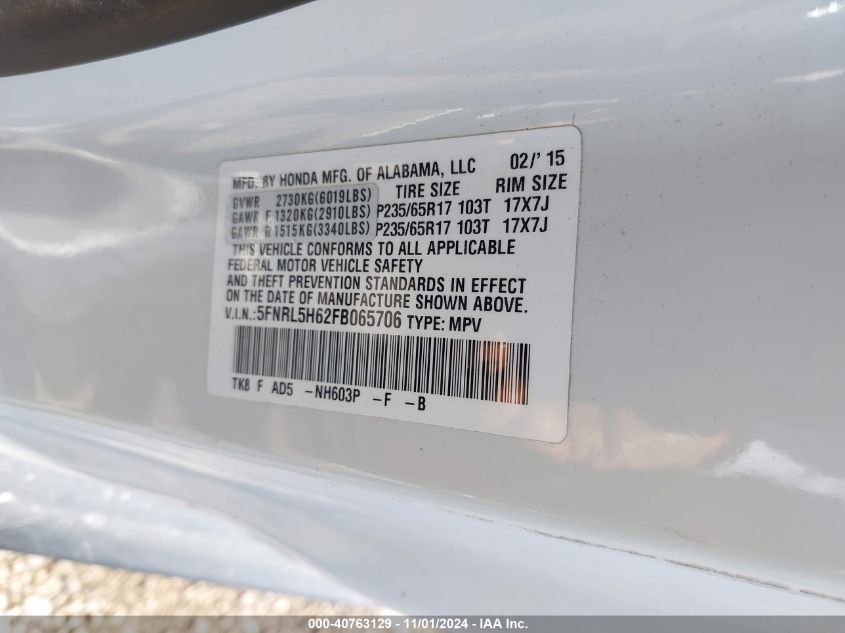 MFD. BY HONDA MFG. OF ALABAMA, LLC 02/' 15
GVWR 2730KG(6019LBS) TIRE SIZE RIM SIZE
GAWR F 1320KG(2910LBS) P235/65R17 103T 17X7J
GAWR R 1515KG(3340LBS) P235/65R17 103T 17X7J
THIS VEHICLE CONFORMS TO ALL APPLICABLE
FEDERAL MOTOR VEHICLE SAFETY
AND THEFT PREVENTION STANDARDS IN EFFECT
ON THE DATE OF MANUFACTURE SHOWN ABOVE.
V.I.N.:5FNRL5H62FB065706 TYPE: MPV
TK8 F AD5 -NH603P -F -B
000-40763129 - 11/01/2024 - IAA Inc.